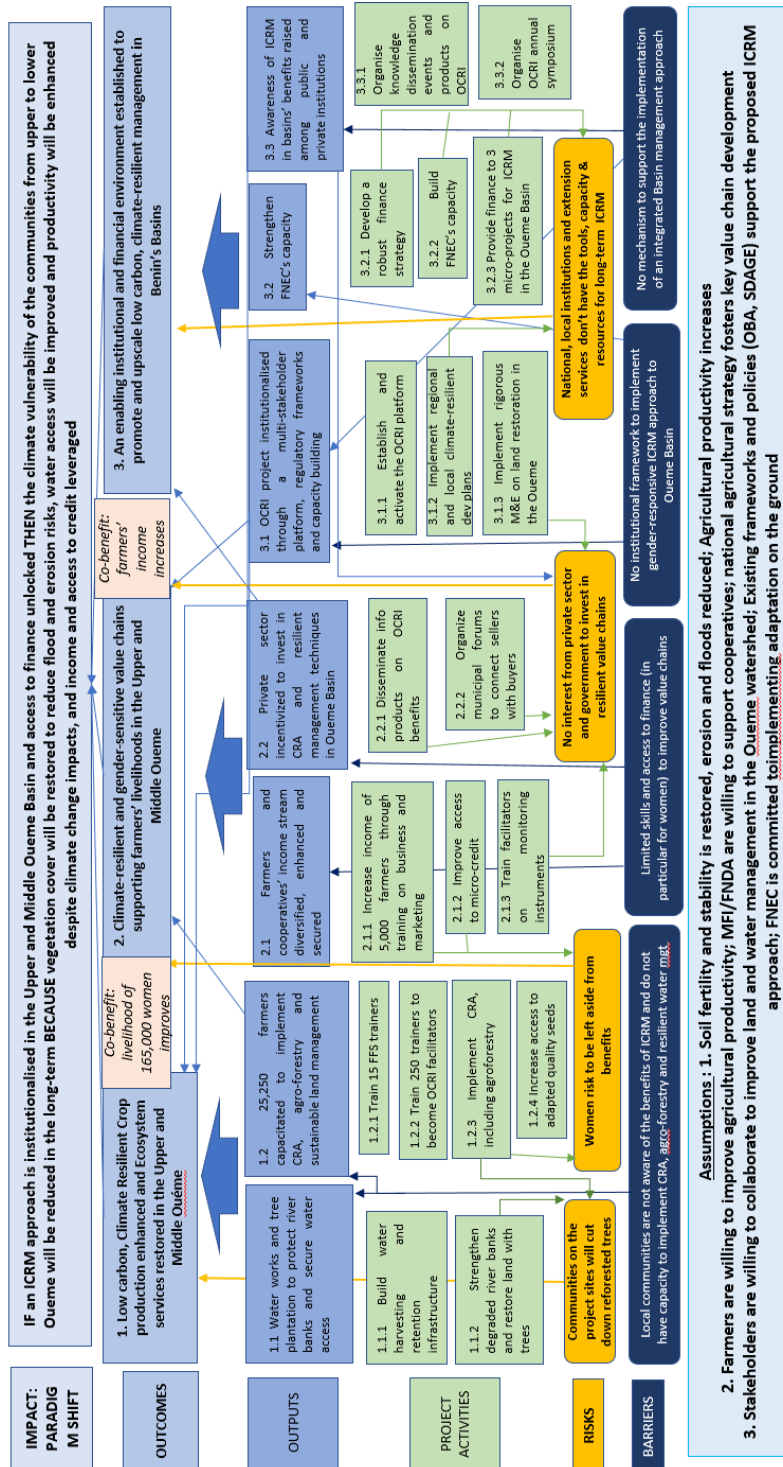 IMPACT:
PARADIG
M SHIFT
IF an ICRM approach is institutionalised in the Upper and Middle Oueme Basin and access to finance unlocked THEN the climate vulnerability of the communities from upper to lower
Oueme will be reduced in the long-term BECAUSE vegetation cover will be restored to reduce flood and erosion risks, water access will be improved and productivity will be enhanced
despite climate change impacts, and income and access to credit leveraged
OUTCOMES
1. Low carbon, Climate Resilient Crop
production enhanced and Ecosystem
services restored in the Upper and
Middle Ouémé
Co-benefit:
livelihood of
165,000 women
improves
2. Climate-resilient and gender-sensitive value chains
supporting farmers' livelihoods in the Upper and
Middle Oueme
Co-benefit:
farmers'
income
increases
3. An enabling institutional and financial environment established to
promote and upscale low carbon, climate-resilient management in
Benin's Basins
OUTPUTS
1.1 Water works and tree
plantation to protect river
banks and secure water
access
1.2 25,250 farmers
capacitated to implement
CRA, agro-forestry and
sustainable land management
2.1 Farmers and
cooperatives' income stream
diversified, enhanced and
secured
2.2 Private sector
incentivized to invest in
CRA and resilient
management techniques
in Oueme Basin
3.1 OCRI project institutionalised
through a multi-stakeholder
platform, regulatory frameworks
and capacity building
3.2 Strengthen
FNEC's capacity
3.3 Awareness of ICRM
in basins' benefits raised
among public and
private institutions
PROJECT
ACTIVITIES
1.1.1 Build water
harvesting and
retention
infrastructure
1.1.2 Strengthen
degraded river banks
and restore land with
trees
1.2.1 Train 15 FFS trainers
1.2.2 Train 250 trainers to
become OCRI facilitators
1.2.3 Implement CRA,
including agroforestry
1.2.4 Increase access to
adapted quality seeds
2.1.1 Increase income of
5,000 farmers through
training on business and
marketing
2.1.2 Improve access
to micro-credit
2.1.3 Train facilitators
on monitoring
instruments
2.2.1 Disseminate info
products on OCRI
benefits
2.2.2 Organize
municipal forums
to connect sellers
with buyers
3.1.1 Establish and
activate the OCRI platform
3.1.2 Implement regional
and local climate-resilient
dev plans
3.1.3 Implement rigorous
M&E on land restoration in
the Oueme
3.2.1 Develop a
robust finance
strategy
3.2.2 Build
FNEC's capacity
3.2.3 Provide finance to 3
micro-projects for ICRM
in the Oueme Basin
3.3.1
Organise
knowledge
dissemination
events and
products on
OCRI
3.3.2 Organise
OCRI annual
symposium
RISKS
Communities on the
project sites will cut
down reforested trees
Women risk to be left aside from
benefits
No interest from private sector
and government to invest in
resilient value chains
National, local institutions and extension
services don't have the tools, capacity &
resources for long-term ICRM
BARRIERS
Local communities are not aware of the benefits of ICRM and do not
have capacity to implement CRA, agro-forestry and resilient water mgt.
Limited skills and access to finance (in
particular for women) to improve value chains
No institutional framework to implement
gender-responsive ICRM approach to
Oueme Basin
No mechanism to support the implementation
of an integrated Basin management approach
Assumptions: 1. Soil fertility and stability is restored, erosion and floods reduced; Agricultural productivity increases
2. Farmers are willing to improve agricultural productivity; MFI/FNDA are willing to support cooperatives; national agricultural strategy fosters key value chain development
3. Stakeholders are willing to collaborate to improve land and water management in the Oueme watershed; Existing frameworks and policies (OBA, SDAGE) support the proposed ICRM
approach; FNEC is committed toimplementing adaptation on the ground